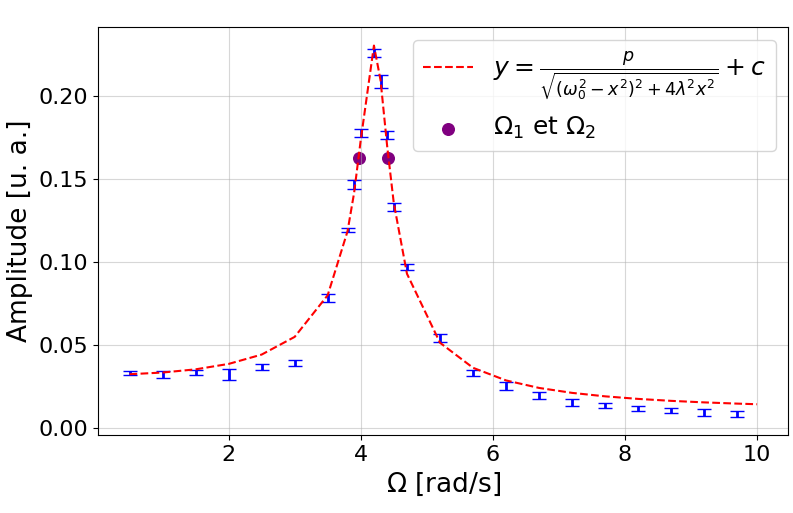 Amplitude [u. a.]
0.20
0.15
0.10
0.05
0.00
y = p / √((ω₀² − x²)² + 4λ²x²) + c
Ω₁ et Ω₂
2 4 6 8 10
Ω [rad/s]